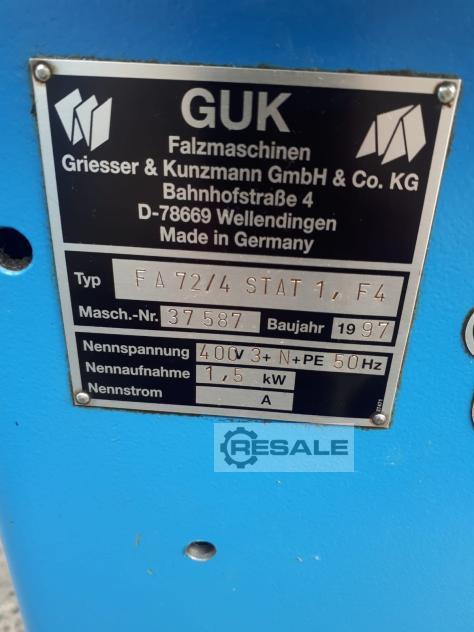 GUK
Falzmaschinen
Griesser & Kunzmann GmbH & Co. KG
Bahnhofstraße 4
D-78669 Wellendingen
Made in Germany
Typ FA 72/4 STAT 1, F4
Masch.-Nr. 37587 Baujahr 1997
Nennspannung 400V 3+ N+PE 50Hz
Nennaufnahme 1,5 kW
Nennstrom A
RESALE